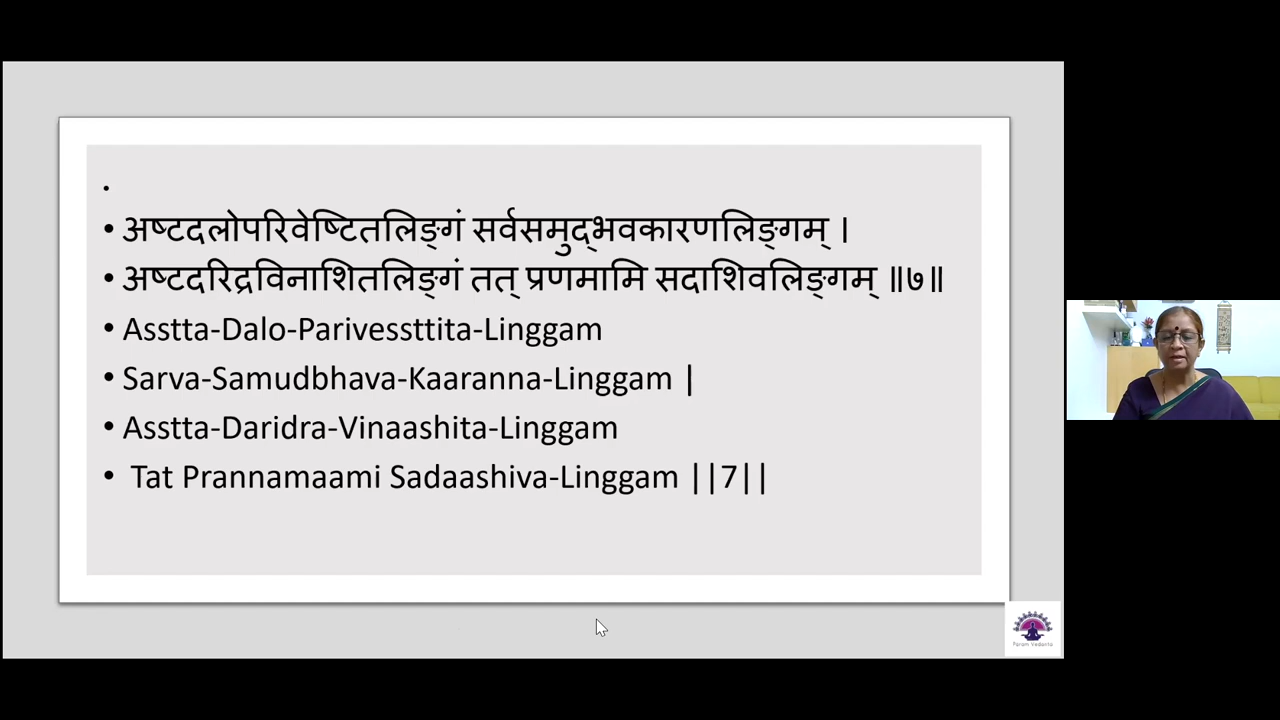 •
• अष्टदलोपरिवेष्टितलिङ्गं सर्वसमुद्भवकारणलिङ्गम् ।
• अष्टदरिद्रविनाशितलिङ्गं तत् प्रणमामि सदाशिवलिङ्गम् ॥७॥
• Asstta-Dalo-Parivessttita-Linggam
• Sarva-Samudbhava-Kaaranna-Linggam |
• Asstta-Daridra-Vinaashita-Linggam
• Tat Prannamaami Sadaashiva-Linggam ||7||
Param Vedanta